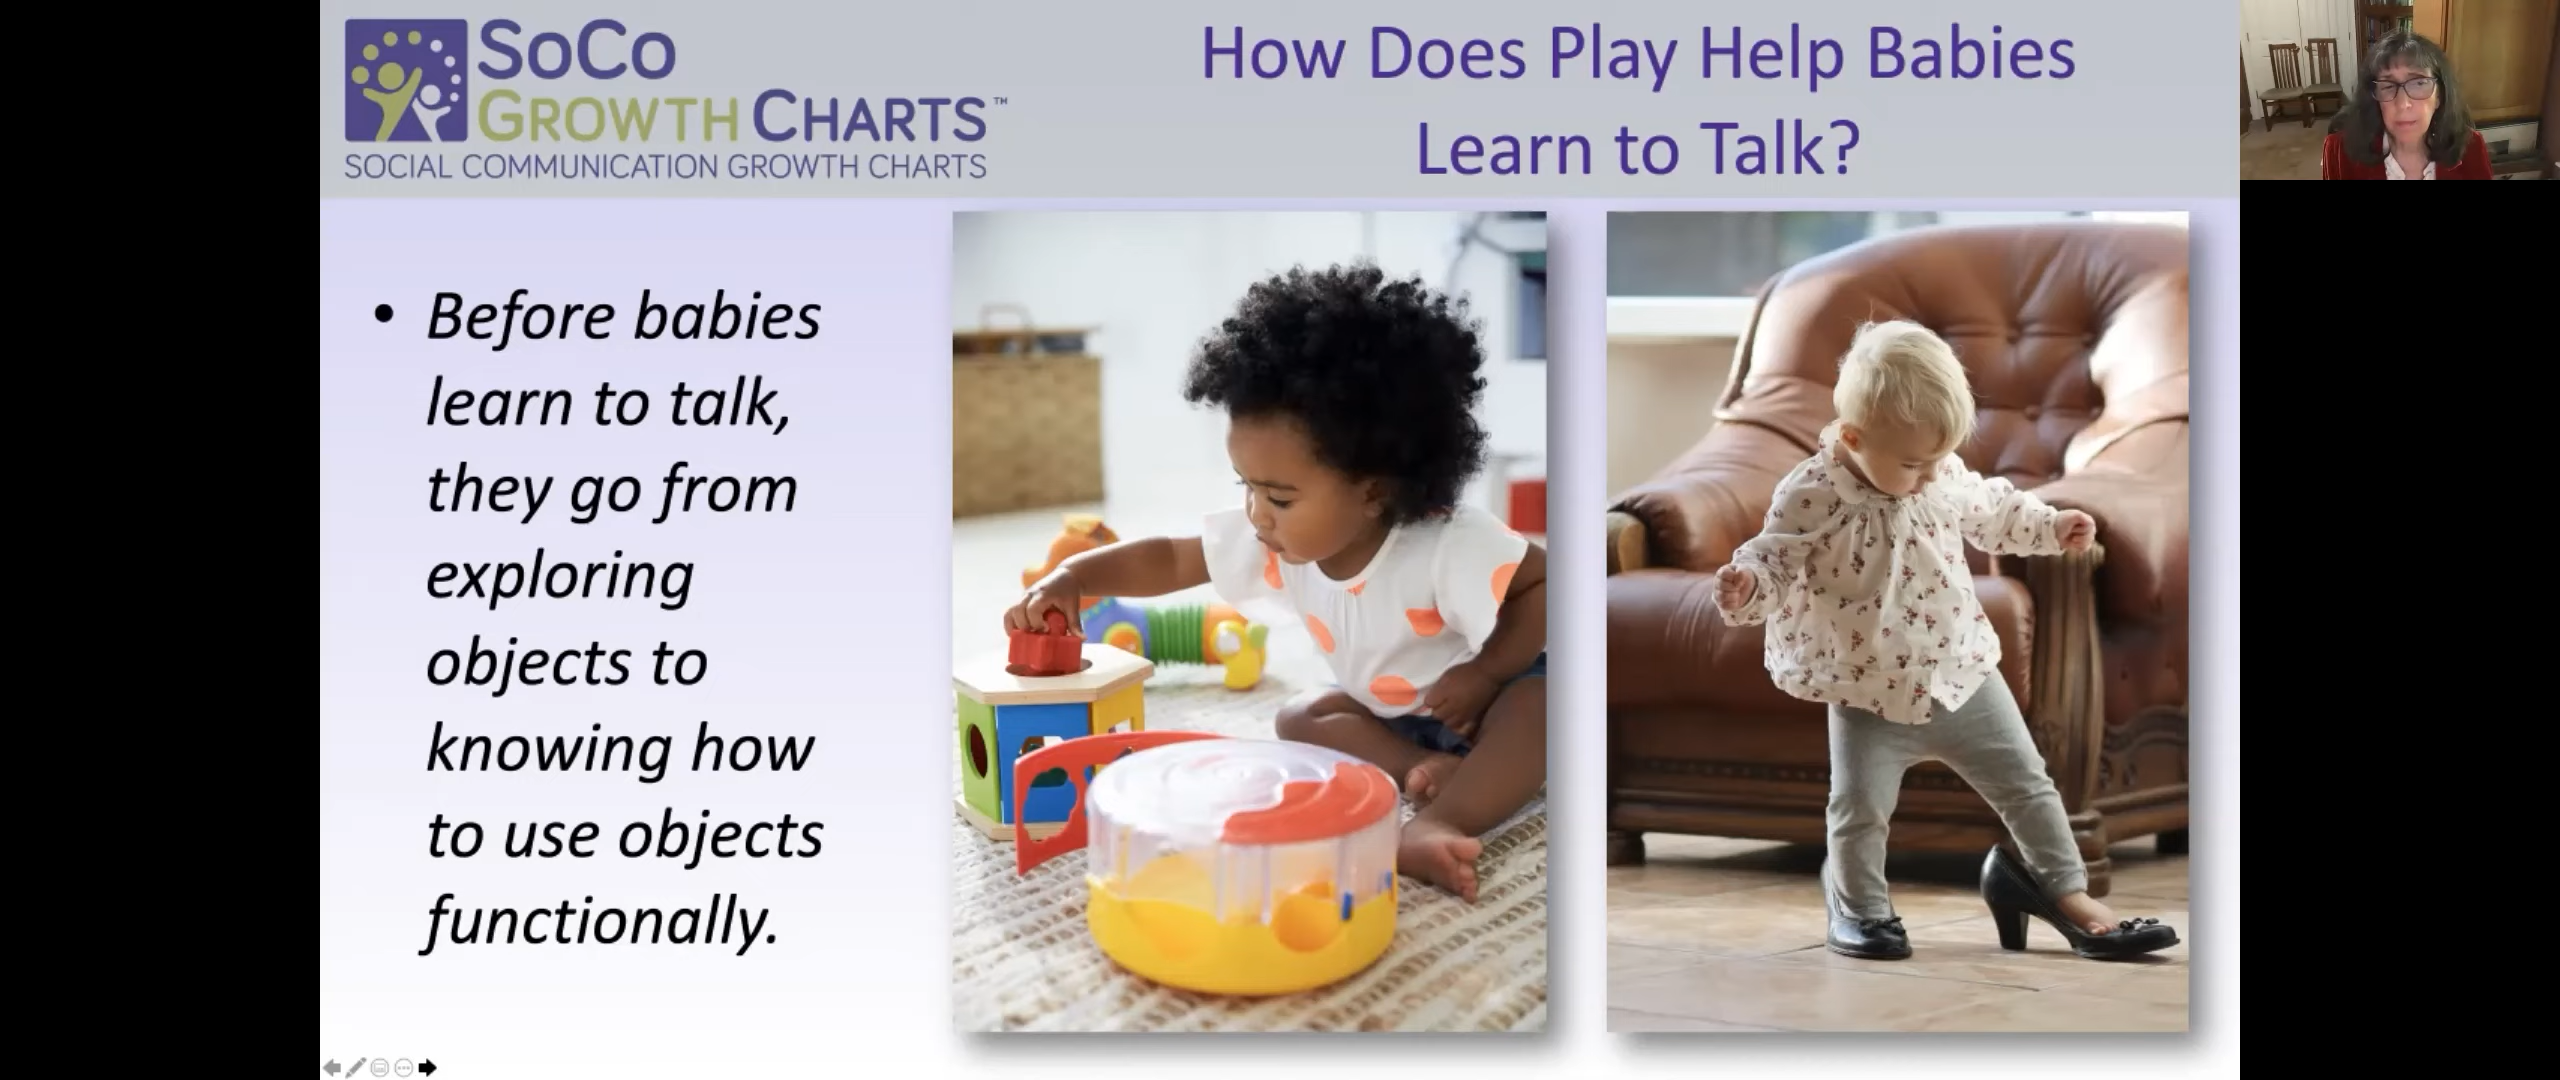 SoCo
GROWTH CHARTS™
SOCIAL COMMUNICATION GROWTH CHARTS
How Does Play Help Babies
Learn to Talk?
• Before babies
learn to talk,
they go from
exploring
objects to
knowing how
to use objects
functionally.